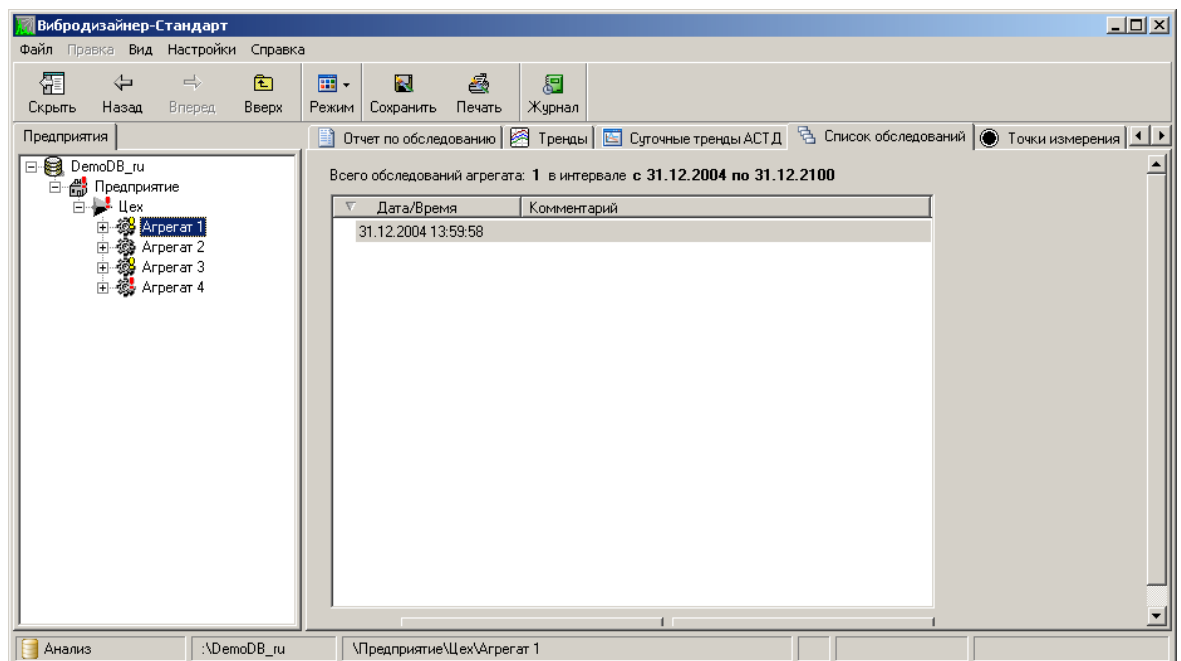 Вибродизайнер-Стандарт
Файл Правка Вид Настройки Справка
Скрыть Назад Вперед Вверх Режим Сохранить Печать Журнал
Предприятия
Отчет по обследованию Тренды Суточные тренды АСТД Список обследований Точки измерения
DemoDB_ru
Предприятие
Цех
Агрегат 1
Агрегат 2
Агрегат 3
Агрегат 4
Всего обследований агрегата: 1 в интервале с 31.12.2004 по 31.12.2100
Дата/Время Комментарий
31.12.2004 13:59:58
Анализ :\DemoDB_ru \Предприятие\Цех\Агрегат 1